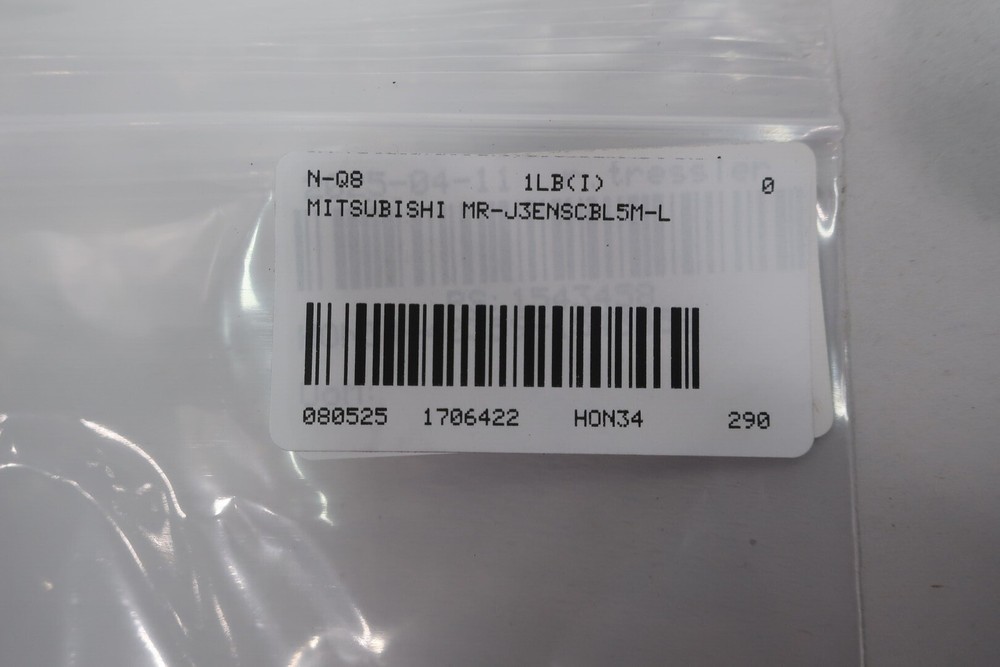 N-Q8 1LB(I) 0
MITSUBISHI MR-J3ENSCBL5M-L
080525 1706422 HON34 290